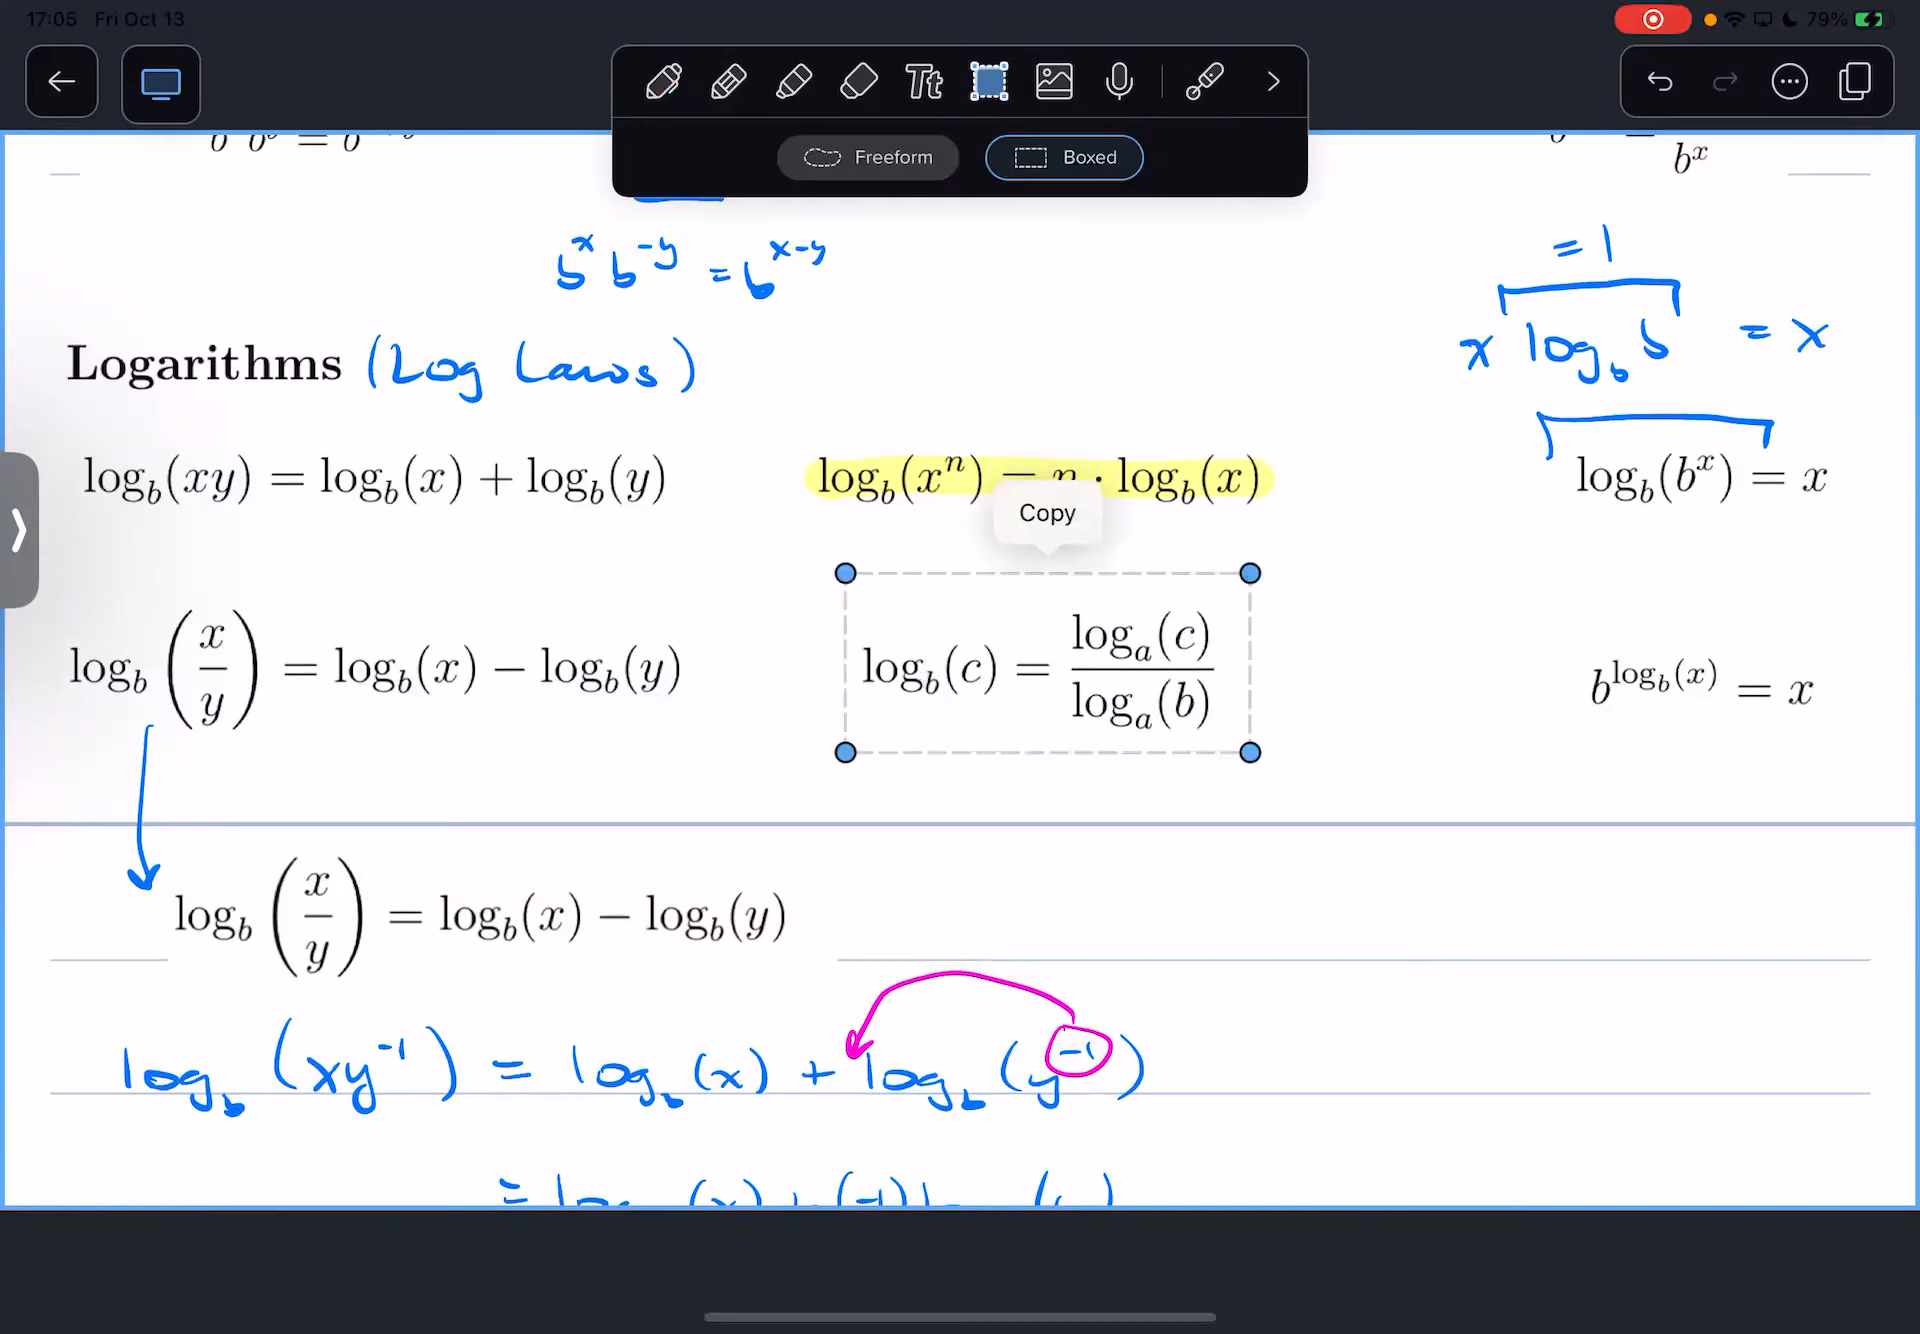 17:05 Fri Oct 13 79%
Tt
Freeform Boxed
b^x
b^x b^{-y} = b^{x-y}
= 1
Logarithms (Log Laws)
x log_b b = x
log_b(xy) = log_b(x) + log_b(y)
log_b(x^n) = n · log_b(x)
log_b(b^x) = x
Copy
log_b (x/y) = log_b(x) − log_b(y)
log_b(c) = log_a(c)/log_a(b)
b^{log_b(x)} = x
log_b (x/y) = log_b(x) − log_b(y)
log_b (xy^{-1}) = log_b (x) + log_b (y^{-1})